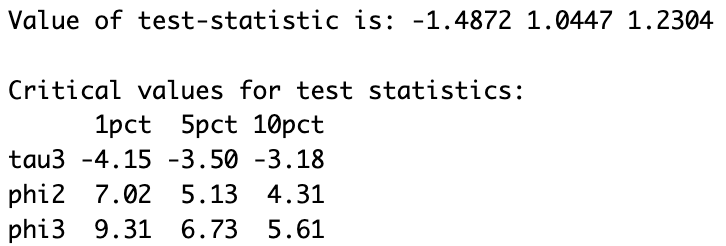 Value of test-statistic is: -1.4872 1.0447 1.2304
Critical values for test statistics:
1pct 5pct 10pct
tau3 -4.15 -3.50 -3.18
phi2 7.02 5.13 4.31
phi3 9.31 6.73 5.61